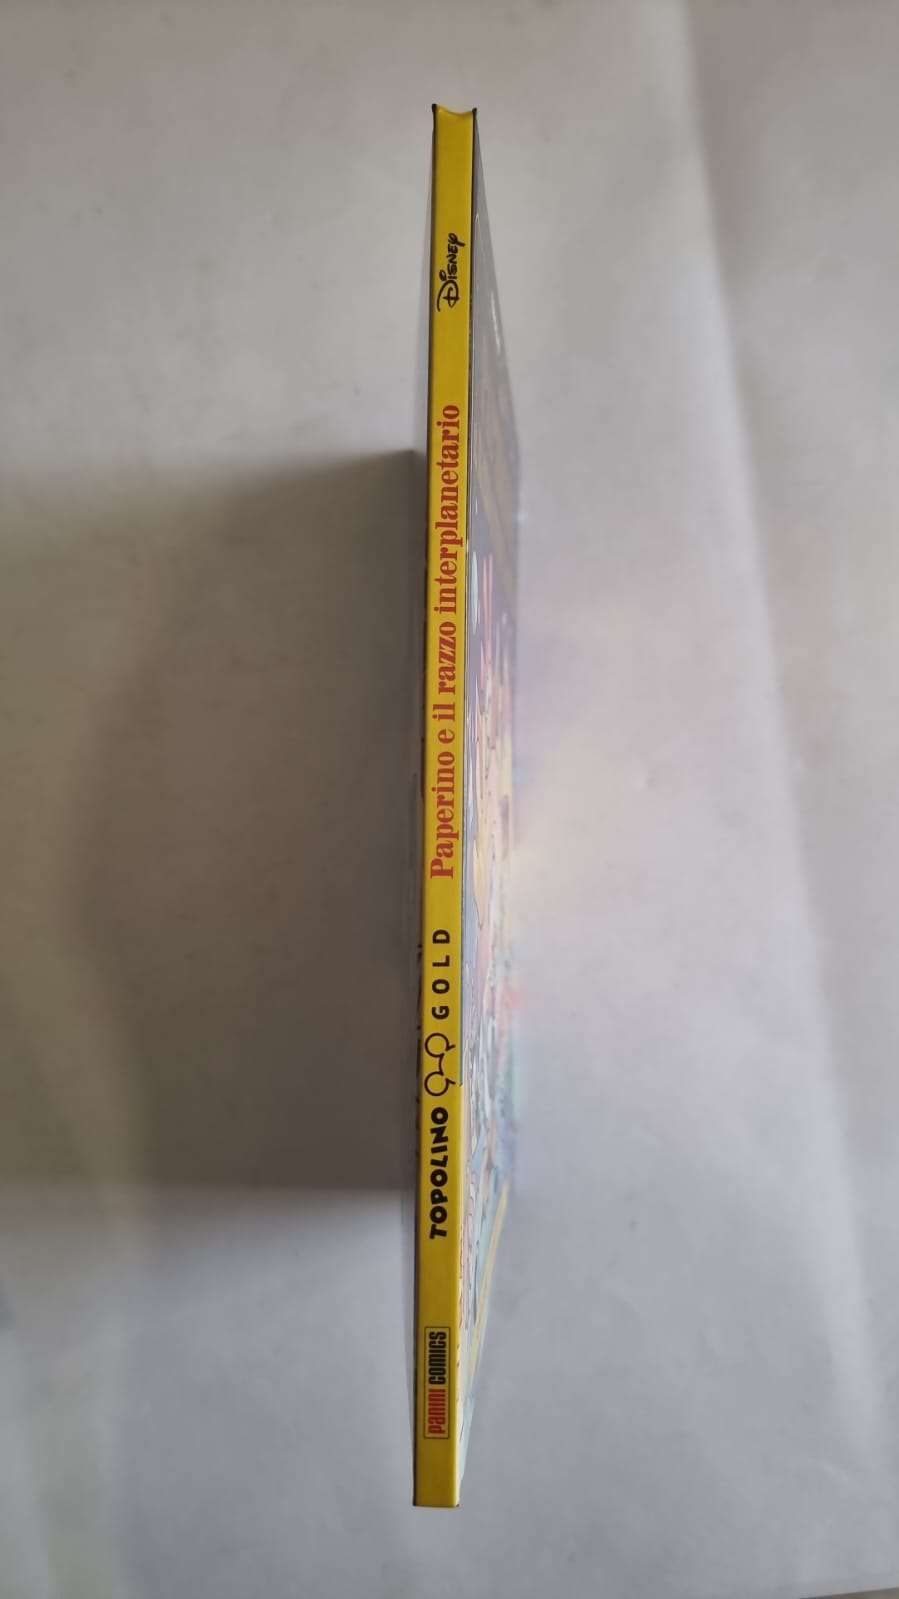 PANINI COMICS
TOPOLINO GOLD
Paperino e il razzo interplanetario
Disney